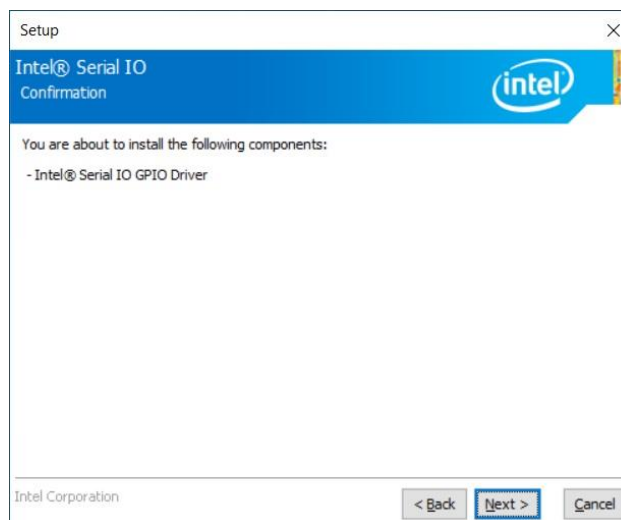 Setup
Intel® Serial IO
Confirmation
intel
You are about to install the following components:
- Intel® Serial IO GPIO Driver
Intel Corporation
< Back
Next >
Cancel